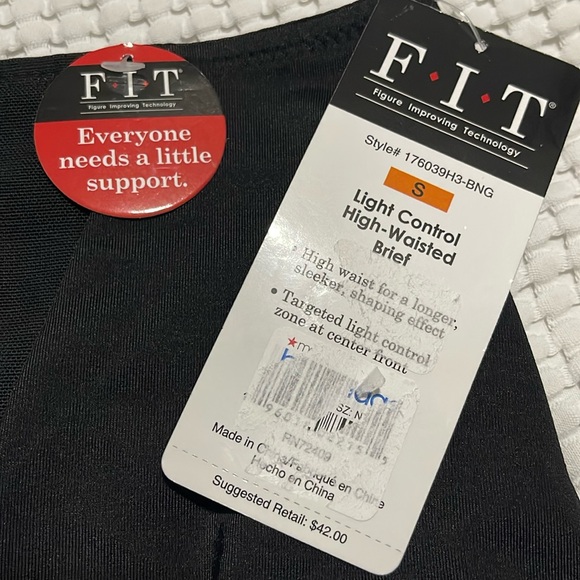 F·I·T
Figure Improving Technology
Everyone
needs a little
support.
F·I·T®
Figure Improving Technology
Style# 176039H3-BNG
S
Light Control
High-Waisted
Brief
• High waist for a longer,
sleeker, shaping effect
• Targeted light control
zone at center front
SZ: N
RN72409
Made in China/Fabriqué en Chine
Hecho en China
Suggested Retail: $42.00